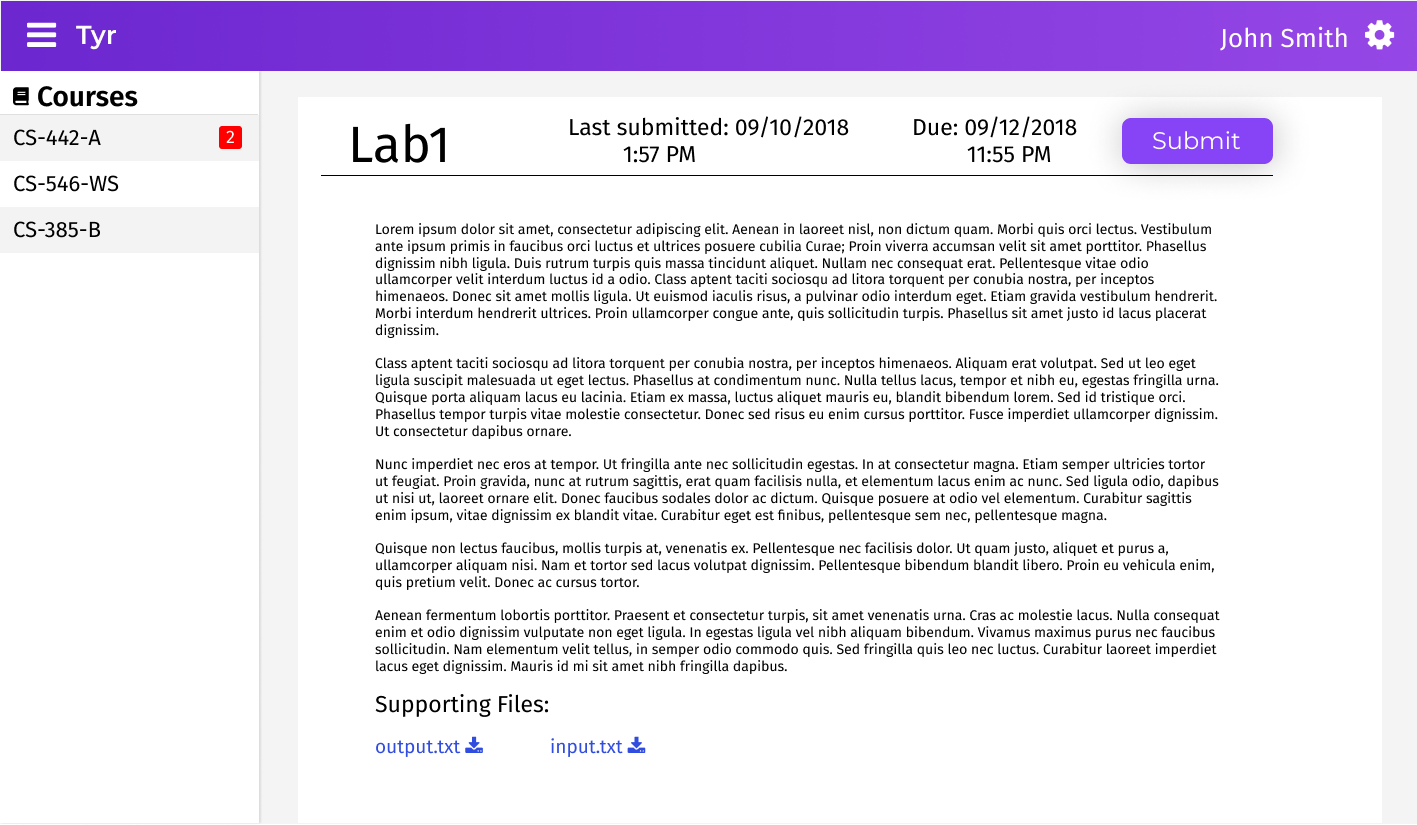 Tyr
John Smith
Courses
CS-442-A
2
CS-546-WS
CS-385-B
Lab1
Last submitted: 09/10/2018
1:57 PM
Due: 09/12/2018
11:55 PM
Submit
Lorem ipsum dolor sit amet, consectetur adipiscing elit. Aenean in laoreet nisl, non dictum quam. Morbi quis orci lectus. Vestibulum
ante ipsum primis in faucibus orci luctus et ultrices posuere cubilia Curae; Proin viverra accumsan velit sit amet porttitor. Phasellus
dignissim nibh ligula. Duis rutrum turpis quis massa tincidunt aliquet. Nullam nec consequat erat. Pellentesque vitae odio
ullamcorper velit interdum luctus id a odio. Class aptent taciti sociosqu ad litora torquent per conubia nostra, per inceptos
himenaeos. Donec sit amet mollis ligula. Ut euismod iaculis risus, a pulvinar odio interdum eget. Etiam gravida vestibulum hendrerit.
Morbi interdum hendrerit ultrices. Proin ullamcorper congue ante, quis sollicitudin turpis. Phasellus sit amet justo id lacus placerat
dignissim.
Class aptent taciti sociosqu ad litora torquent per conubia nostra, per inceptos himenaeos. Aliquam erat volutpat. Sed ut leo eget
ligula suscipit malesuada ut eget lectus. Phasellus at condimentum nunc. Nulla tellus lacus, tempor et nibh eu, egestas fringilla urna.
Quisque porta aliquam lacus eu lacinia. Etiam ex massa, luctus aliquet mauris eu, blandit bibendum lorem. Sed id tristique orci.
Phasellus tempor turpis vitae molestie consectetur. Donec sed risus eu enim cursus porttitor. Fusce imperdiet ullamcorper dignissim.
Ut consectetur dapibus ornare.
Nunc imperdiet nec eros at tempor. Ut fringilla ante nec sollicitudin egestas. In at consectetur magna. Etiam semper ultricies tortor
ut feugiat. Proin gravida, nunc at rutrum sagittis, erat quam facilisis nulla, et elementum lacus enim ac nunc. Sed ligula odio, dapibus
ut nisi ut, laoreet ornare elit. Donec faucibus sodales dolor ac dictum. Quisque posuere at odio vel elementum. Curabitur sagittis
enim ipsum, vitae dignissim ex blandit vitae. Curabitur eget est finibus, pellentesque sem nec, pellentesque magna.
Quisque non lectus faucibus, mollis turpis at, venenatis ex. Pellentesque nec facilisis dolor. Ut quam justo, aliquet et purus a,
ullamcorper aliquam nisi. Nam et tortor sed lacus volutpat dignissim. Pellentesque bibendum blandit libero. Proin eu vehicula enim,
quis pretium velit. Donec ac cursus tortor.
Aenean fermentum lobortis porttitor. Praesent et consectetur turpis, sit amet venenatis urna. Cras ac molestie lacus. Nulla consequat
enim et odio dignissim vulputate non eget ligula. In egestas ligula vel nibh aliquam bibendum. Vivamus maximus purus nec faucibus
sollicitudin. Nam elementum velit tellus, in semper odio commodo quis. Sed fringilla quis leo nec luctus. Curabitur laoreet imperdiet
lacus eget dignissim. Mauris id mi sit amet nibh fringilla dapibus.
Supporting Files:
output.txt
input.txt